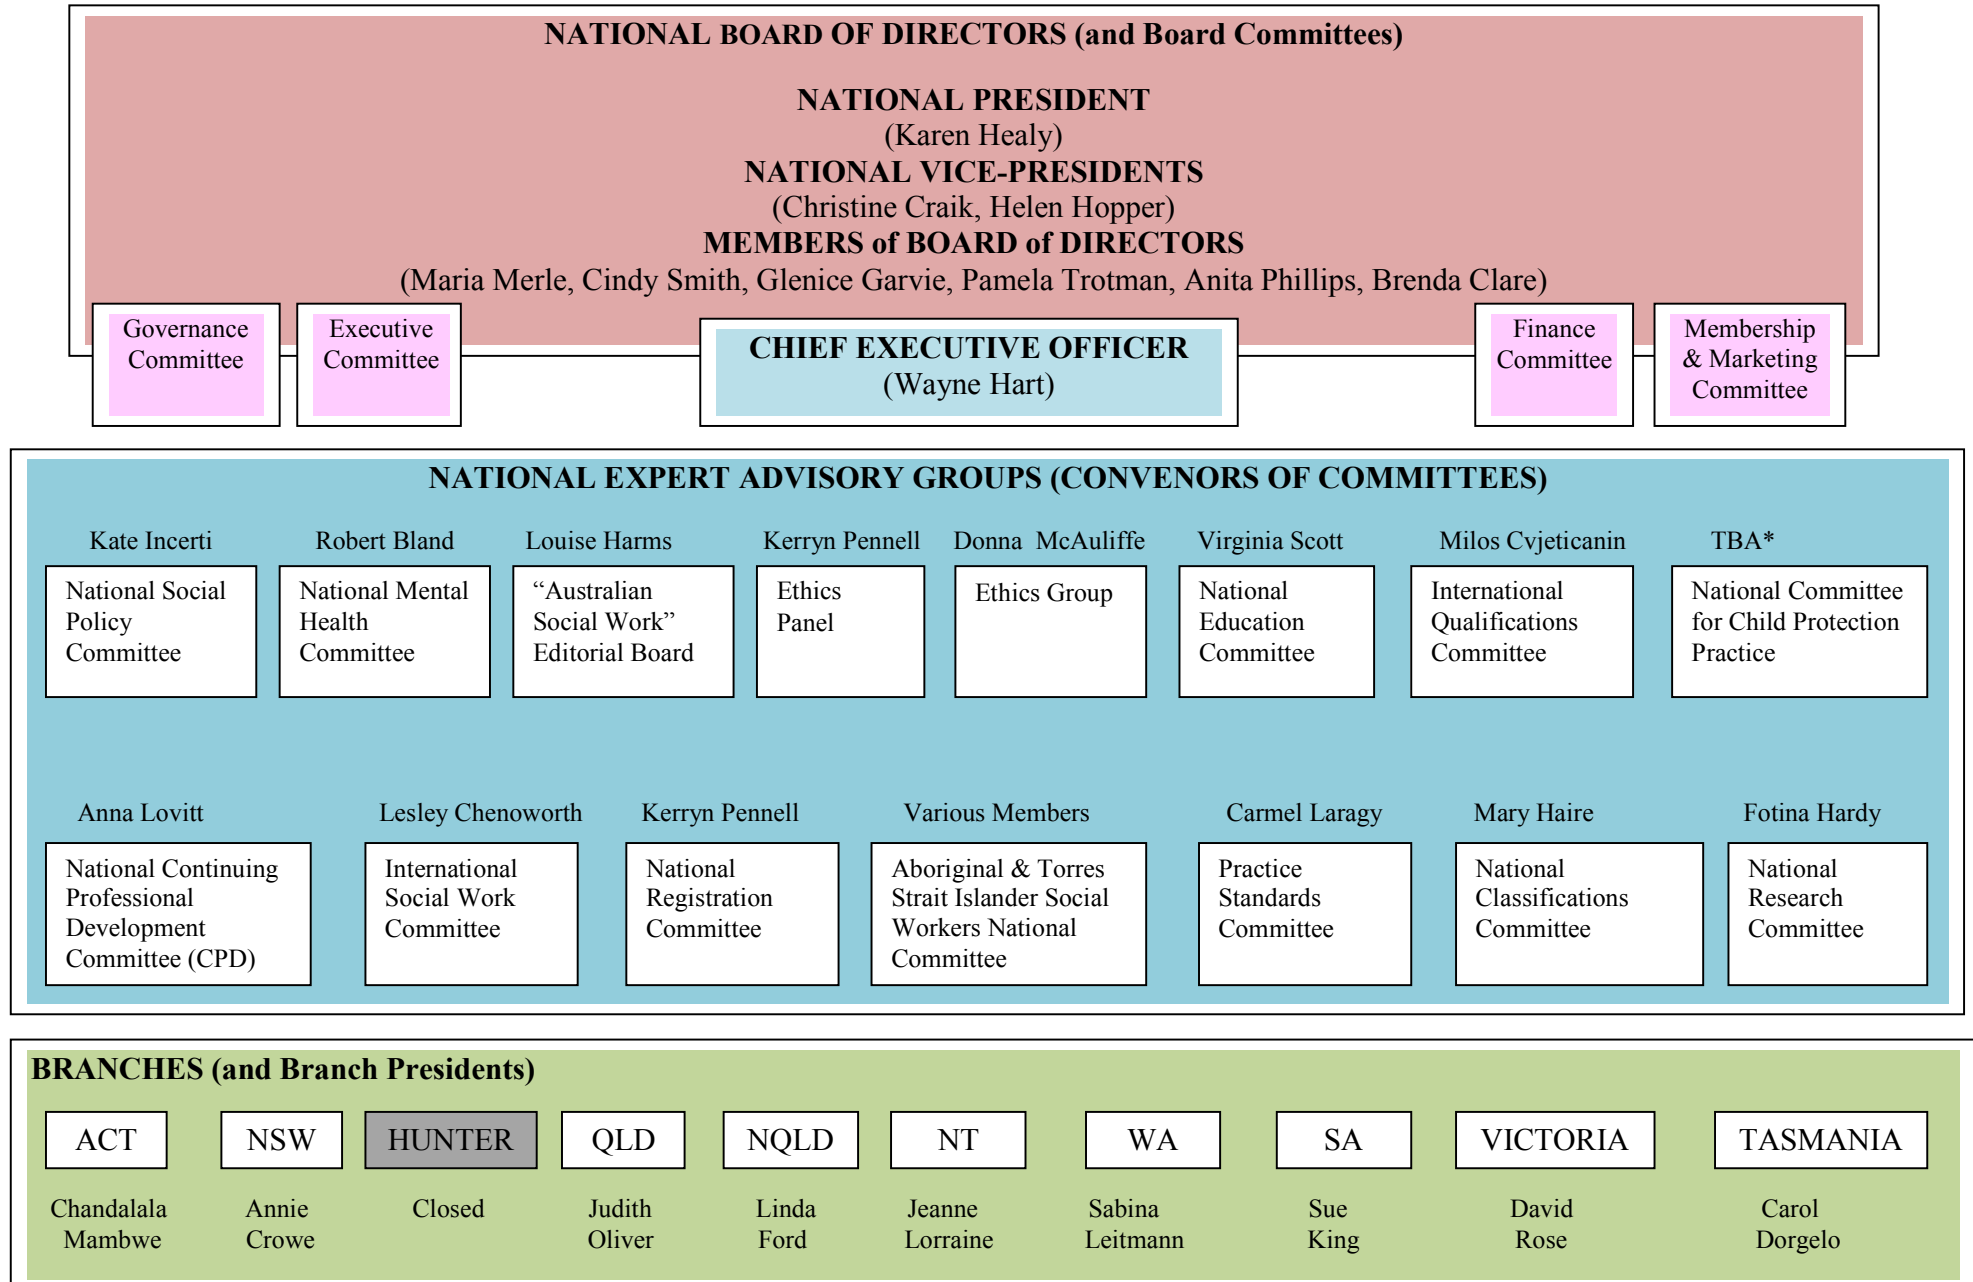 NATIONAL BOARD OF DIRECTORS (and Board Committees)
NATIONAL PRESIDENT
(Karen Healy)
NATIONAL VICE-PRESIDENTS
(Christine Craik, Helen Hopper)
MEMBERS of BOARD of DIRECTORS
(Maria Merle, Cindy Smith, Glenice Garvie, Pamela Trotman, Anita Phillips, Brenda Clare)
Governance
Committee
Executive
Committee
CHIEF EXECUTIVE OFFICER
(Wayne Hart)
Finance
Committee
Membership
& Marketing
Committee
NATIONAL EXPERT ADVISORY GROUPS (CONVENORS OF COMMITTEES)
Kate Incerti
National Social
Policy
Committee
Robert Bland
National Mental
Health
Committee
Louise Harms
“Australian
Social Work”
Editorial Board
Kerryn Pennell
Ethics
Panel
Donna McAuliffe
Ethics Group
Virginia Scott
National
Education
Committee
Milos Cvjeticanin
International
Qualifications
Committee
TBA*
National Committee
for Child Protection
Practice
Anna Lovitt
National Continuing
Professional
Development
Committee (CPD)
Lesley Chenoworth
International
Social Work
Committee
Kerryn Pennell
National
Registration
Committee
Various Members
Aboriginal & Torres
Strait Islander Social
Workers National
Committee
Carmel Laragy
Practice
Standards
Committee
Mary Haire
National
Classifications
Committee
Fotina Hardy
National
Research
Committee
BRANCHES (and Branch Presidents)
ACT
Chandalala
Mambwe
NSW
Annie
Crowe
HUNTER
Closed
QLD
Judith
Oliver
NQLD
Linda
Ford
NT
Jeanne
Lorraine
WA
Sabina
Leitmann
SA
Sue
King
VICTORIA
David
Rose
TASMANIA
Carol
Dorgelo